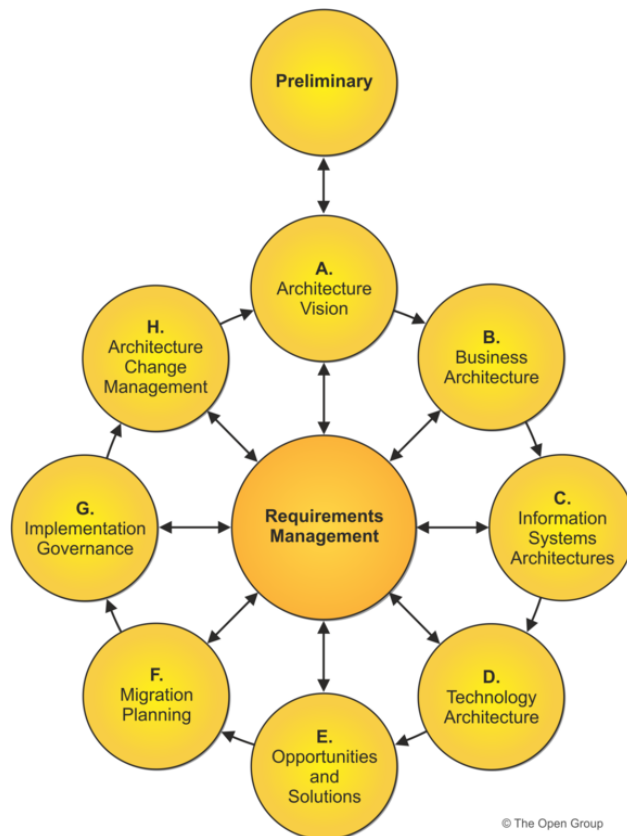 Preliminary
A.
Architecture
Vision
B.
Business
Architecture
C.
Information
Systems
Architectures
D.
Technology
Architecture
E.
Opportunities
and
Solutions
F.
Migration
Planning
G.
Implementation
Governance
H.
Architecture
Change
Management
Requirements
Management
© The Open Group